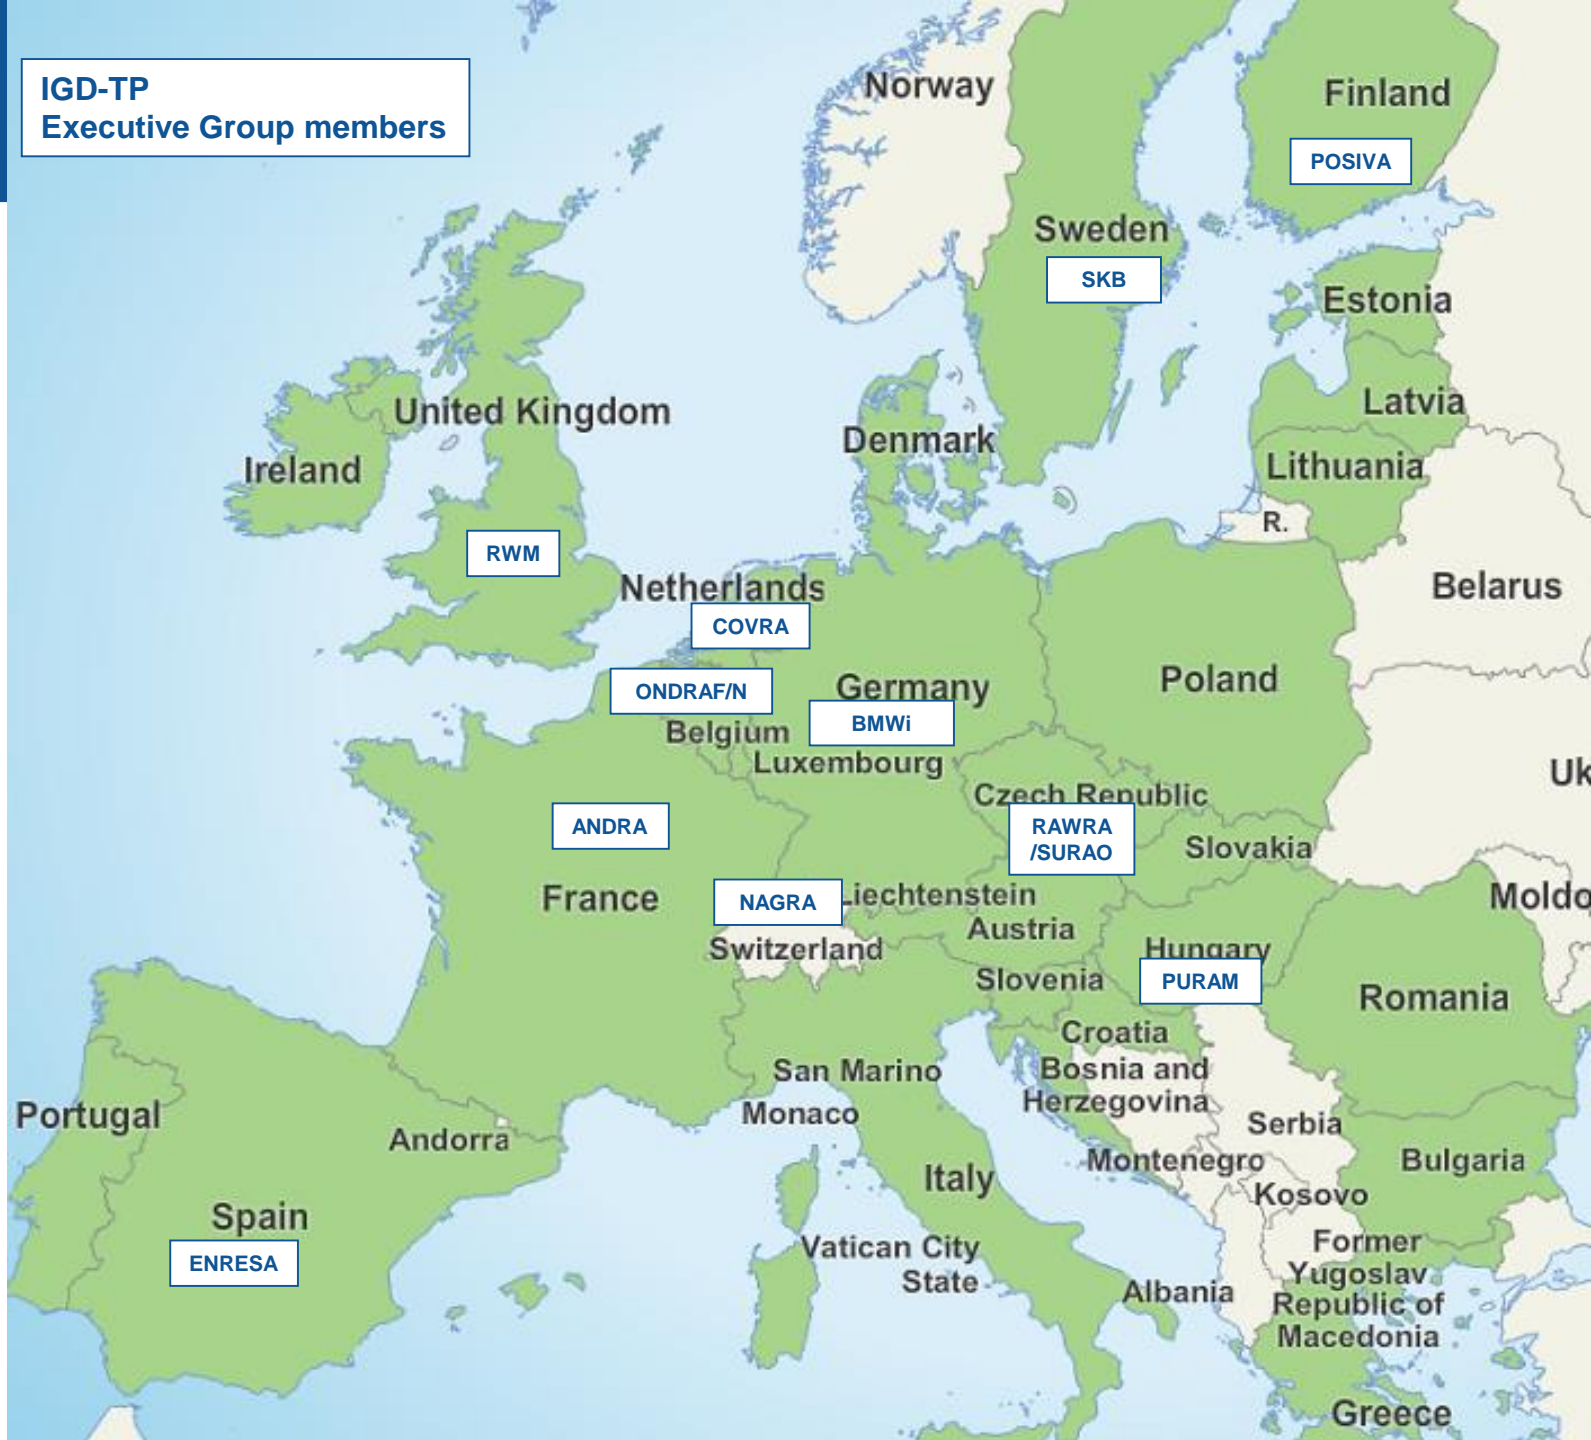 IGD-TP
Executive Group members
Norway
Finland
POSIVA
Sweden
SKB
Estonia
Latvia
United Kingdom
Denmark
Ireland
Lithuania
R.
RWM
Netherlands
Belarus
COVRA
ONDRAF/N
Germany
Poland
BMWi
Belgium
Luxembourg
Uk
Czech Republic
ANDRA
RAWRA
/SURAO
Slovakia
France
NAGRA
Liechtenstein
Moldo
Austria
Switzerland
Hungary
Slovenia
PURAM
Romania
Croatia
San Marino
Bosnia and
Herzegovina
Monaco
Portugal
Andorra
Serbia
Montenegro
Bulgaria
Italy
Kosovo
Spain
ENRESA
Vatican City
State
Former
Yugoslav
Republic of
Macedonia
Albania
Greece